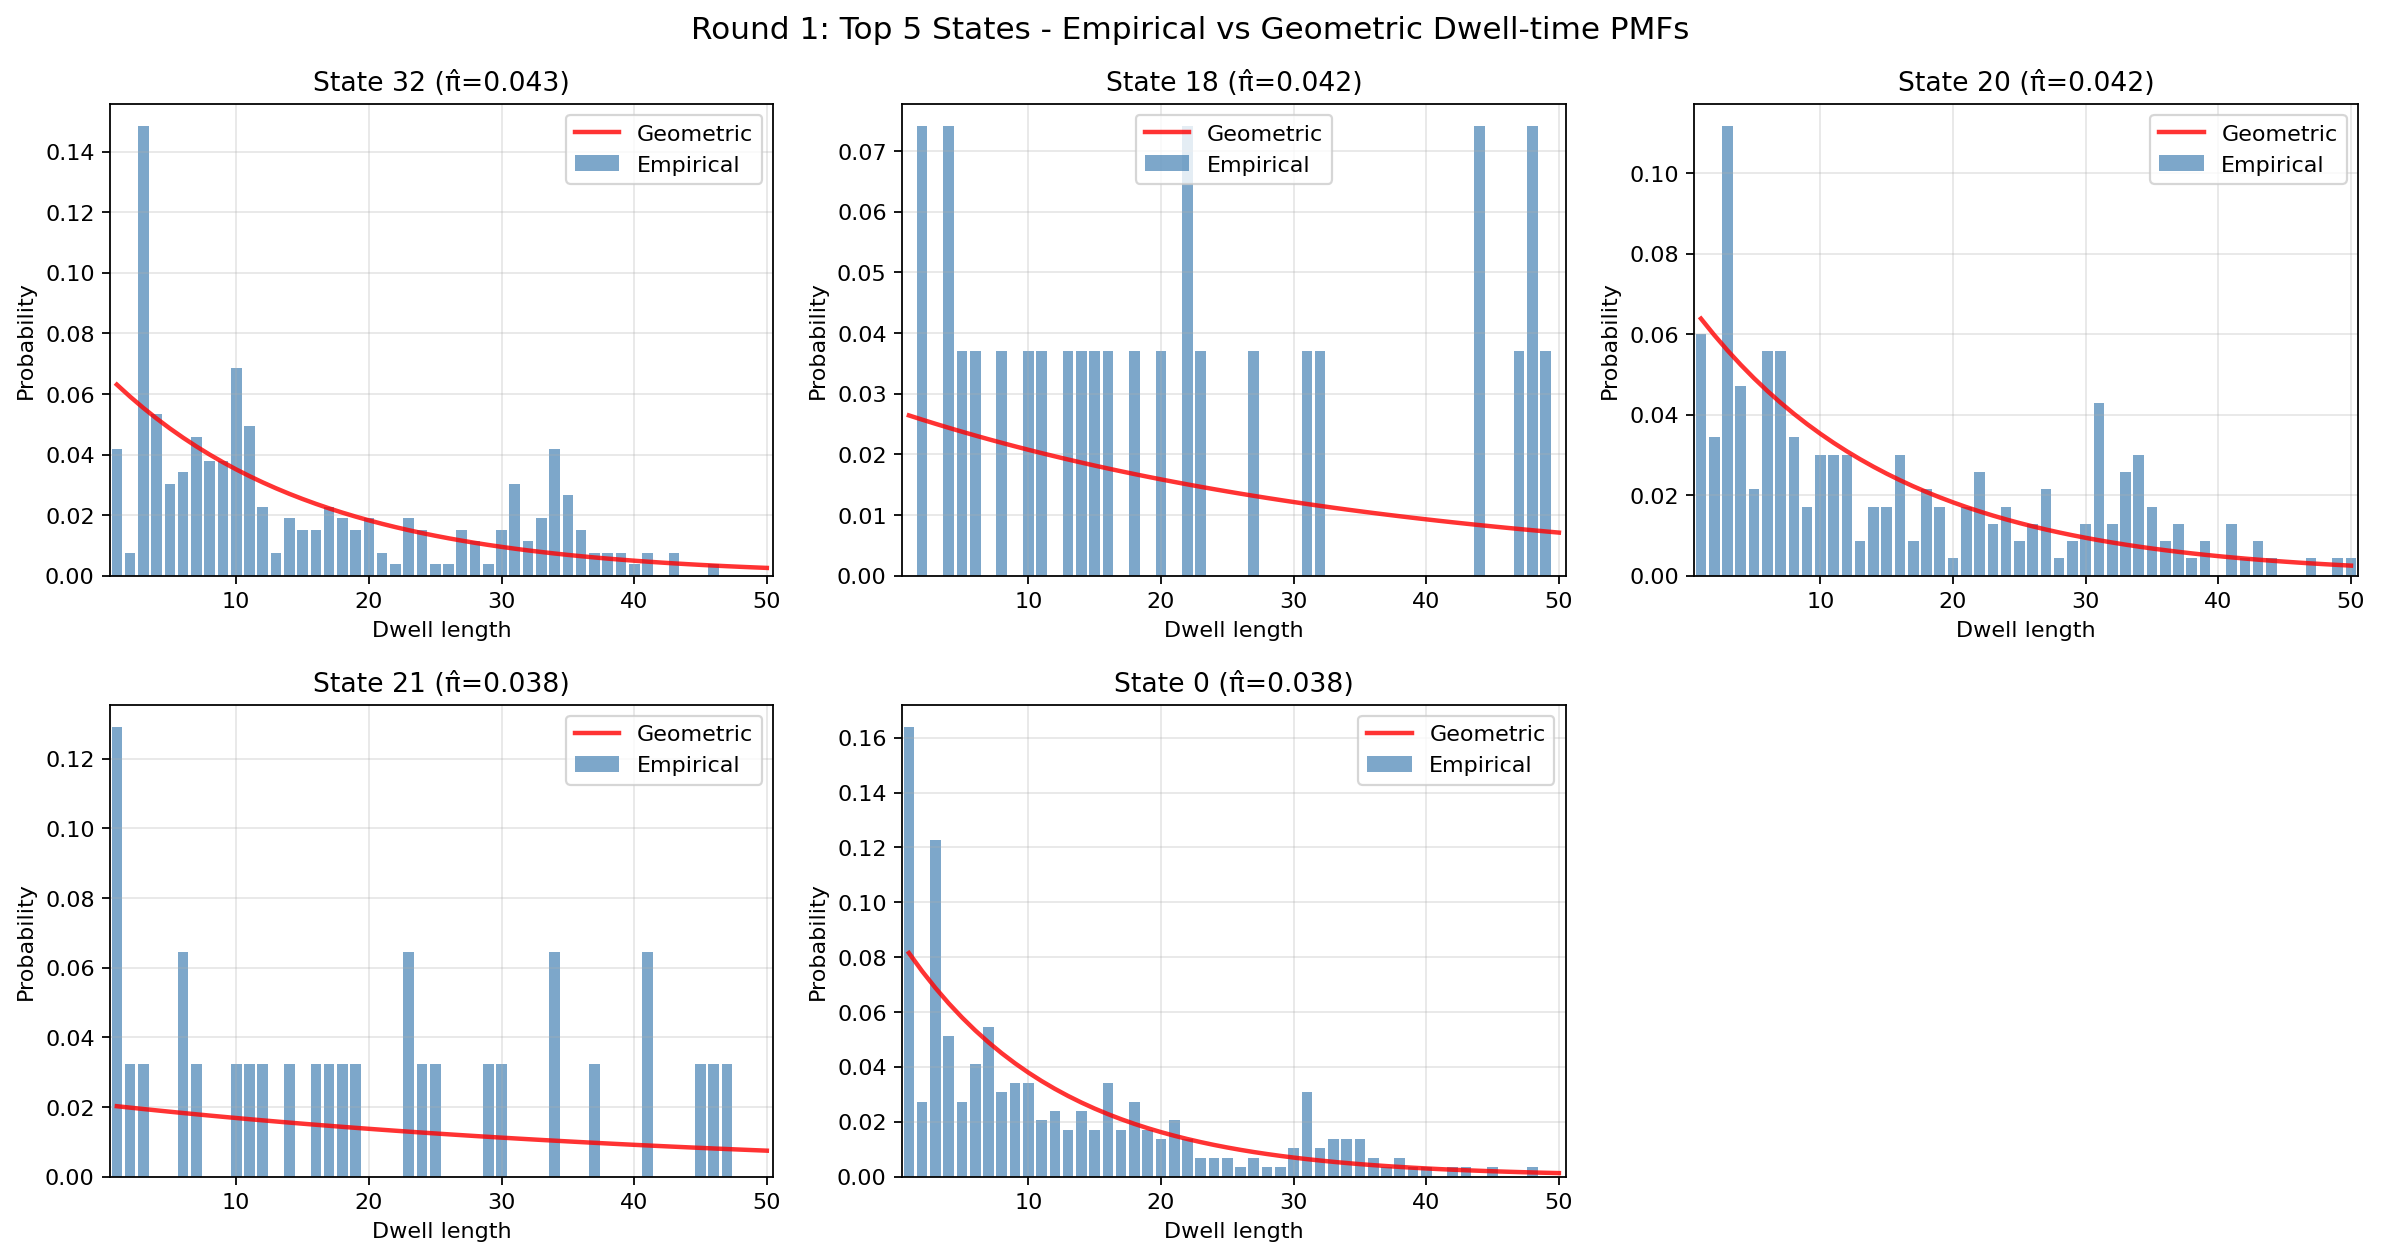 Round 1: Top 5 States - Empirical vs Geometric Dwell-time PMFs
State 32 (π̂=0.043)
Probability
0.14
0.12
0.10
0.08
0.06
0.04
0.02
0.00
10 20 30 40 50
Dwell length
Geometric
Empirical
State 18 (π̂=0.042)
Probability
0.07
0.06
0.05
0.04
0.03
0.02
0.01
0.00
10 20 30 40 50
Dwell length
Geometric
Empirical
State 20 (π̂=0.042)
Probability
0.10
0.08
0.06
0.04
0.02
0.00
10 20 30 40 50
Dwell length
Geometric
Empirical
State 21 (π̂=0.038)
Probability
0.12
0.10
0.08
0.06
0.04
0.02
0.00
10 20 30 40 50
Dwell length
Geometric
Empirical
State 0 (π̂=0.038)
Probability
0.16
0.14
0.12
0.10
0.08
0.06
0.04
0.02
0.00
10 20 30 40 50
Dwell length
Geometric
Empirical